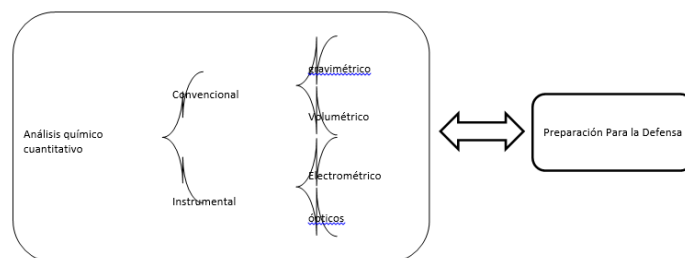 gravimétrico
Convencional
Volumétrico
Análisis químico
cuantitativo
Preparación Para la Defensa
Electrométrico
Instrumental
ópticos